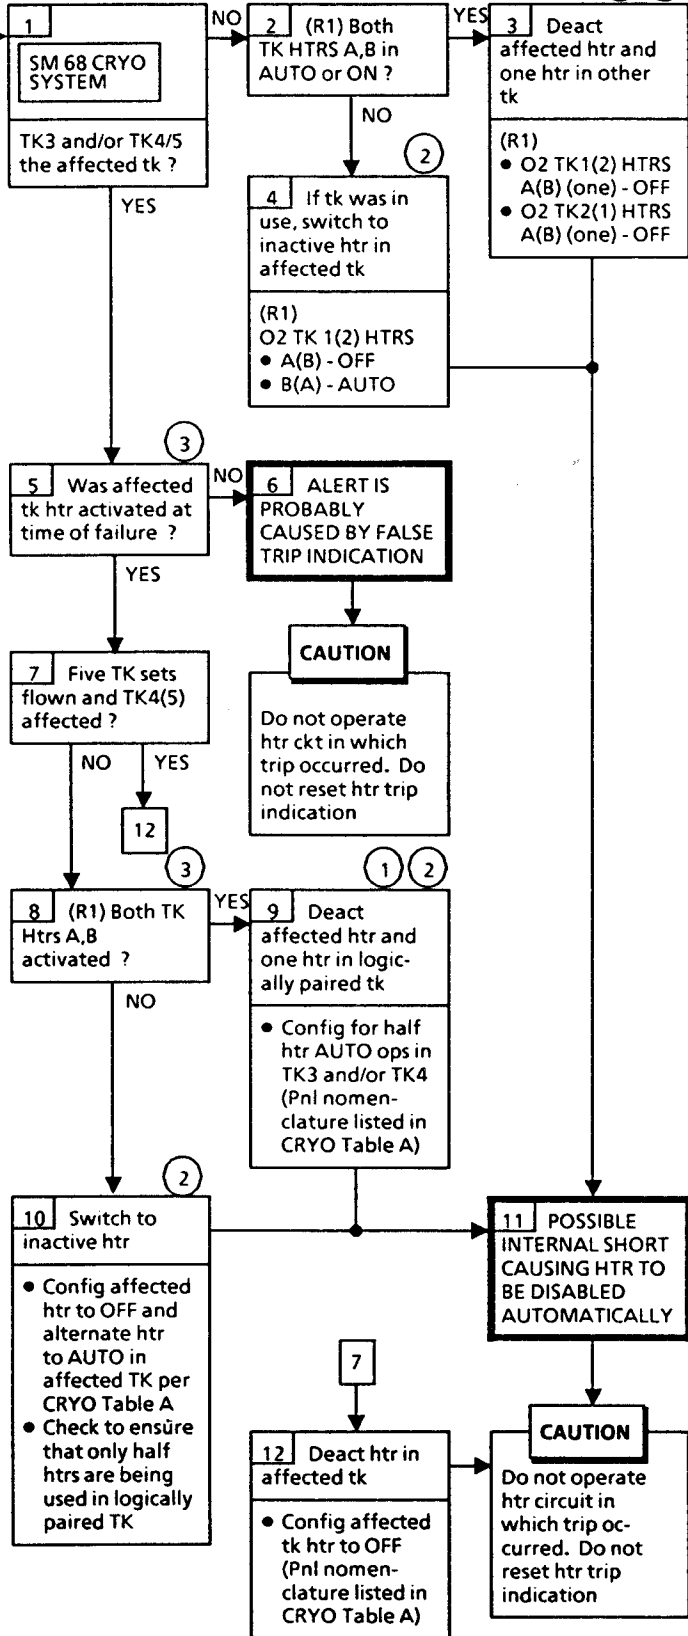 1
SM 68 CRYO
SYSTEM
TK3 and/or TK4/5
the affected tk ?
NO
YES
2 (R1) Both
TK HTRS A,B in
AUTO or ON ?
YES
NO
3 Deact
affected htr and
one htr in other
tk
(R1)
● O2 TK1(2) HTRS
A(B) (one) - OFF
● O2 TK2(1) HTRS
A(B) (one) - OFF
2
4 If tk was in
use, switch to
inactive htr in
affected tk
(R1)
O2 TK 1(2) HTRS
● A(B) - OFF
● B(A) - AUTO
3
5 Was affected
tk htr activated at
time of failure ?
NO
YES
6 ALERT IS
PROBABLY
CAUSED BY FALSE
TRIP INDICATION
CAUTION
Do not operate
htr ckt in which
trip occurred. Do
not reset htr trip
indication
7 Five TK sets
flown and TK4(5)
affected ?
NO
YES
12
3
8 (R1) Both TK
Htrs A,B
activated ?
YES
NO
1 2
9 Deact
affected htr and
one htr in logic-
ally paired tk
● Config for half
htr AUTO ops in
TK3 and/or TK4
(Pnl nomen-
clature listed in
CRYO Table A)
2
10 Switch to
inactive htr
● Config affected
htr to OFF and
alternate htr
to AUTO in
affected TK per
CRYO Table A
● Check to ensure
that only half
htrs are being
used in logically
paired TK
11 POSSIBLE
INTERNAL SHORT
CAUSING HTR TO
BE DISABLED
AUTOMATICALLY
7
12 Deact htr in
affected tk
● Config affected
tk htr to OFF
(Pnl nomen-
clature listed in
CRYO Table A)
CAUTION
Do not operate
htr circuit in
which trip oc-
curred. Do not
reset htr trip
indication